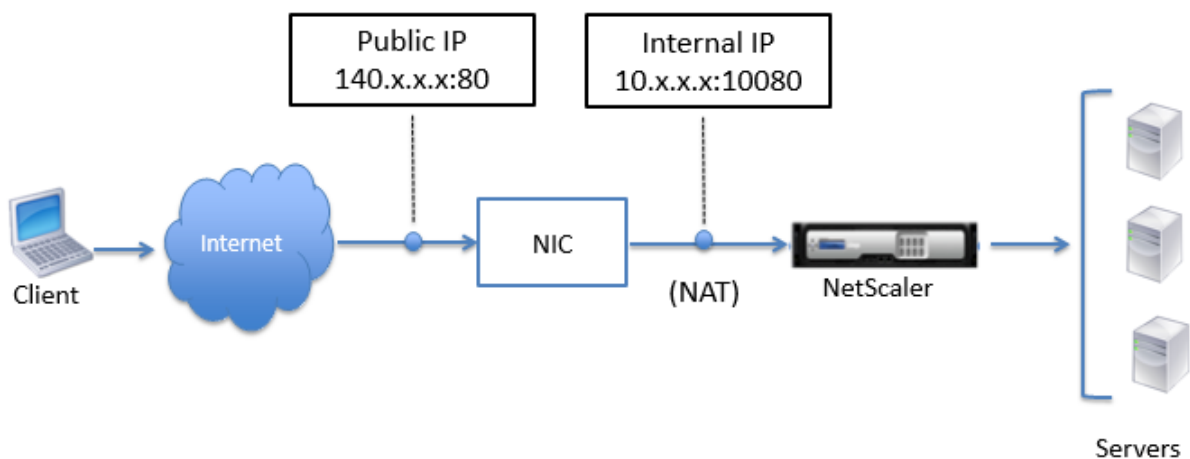 Public IP
140.x.x.x:80
Internal IP
10.x.x.x:10080
Internet
NIC
(NAT)
NetScaler
Client
Servers